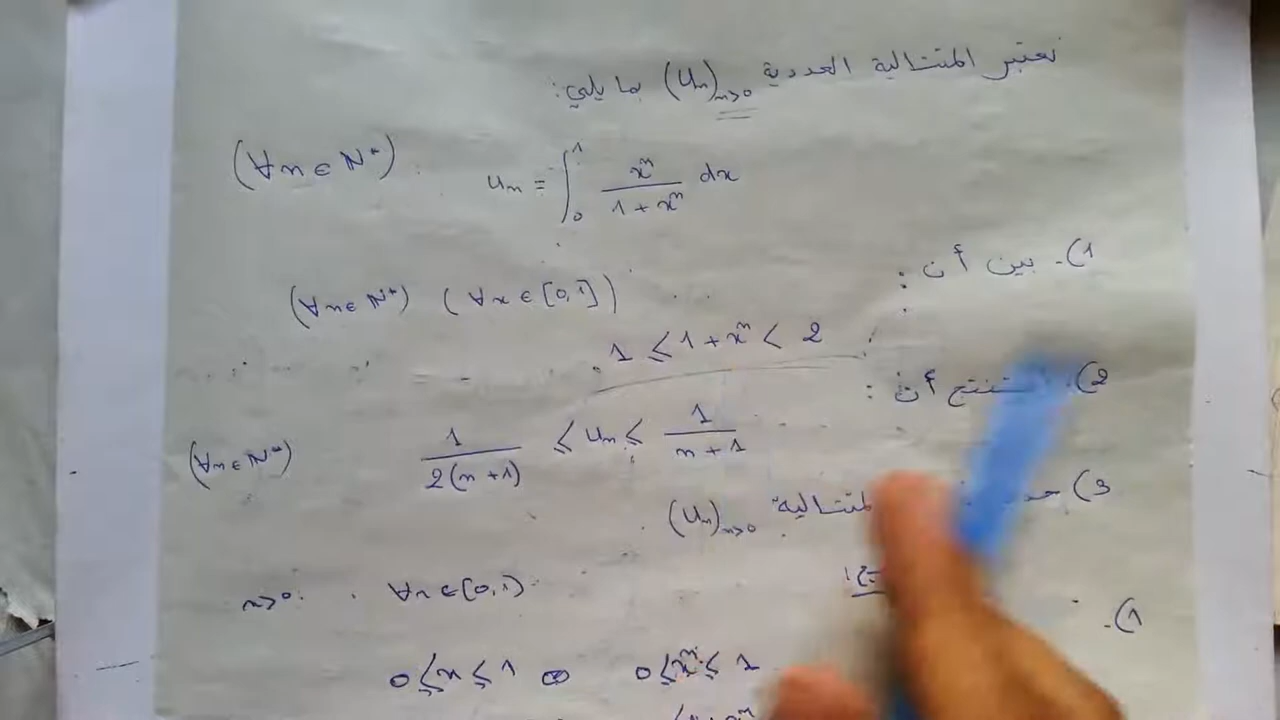 نعتبر المتتالية العددية (Uₙ)ₙ>₀ بما يلي:
(∀n ∈ N*) uₙ = ∫₀¹ xⁿ/(1 + xⁿ) dx
1). بين أن :
(∀n ∈ N*) (∀x ∈ [0,1])
1 ≤ 1 + xⁿ < 2
2) أن :
(∀n ∈ N*) 1/(2(n+1)) ≤ uₙ ≤ 1/(n+1)
3) (Uₙ)ₙ>₀
1).
n>0. ∀x ∈ [0,1]
0 ≤ x ≤ 1 ∞ 0 ≤ xⁿ ≤ 1